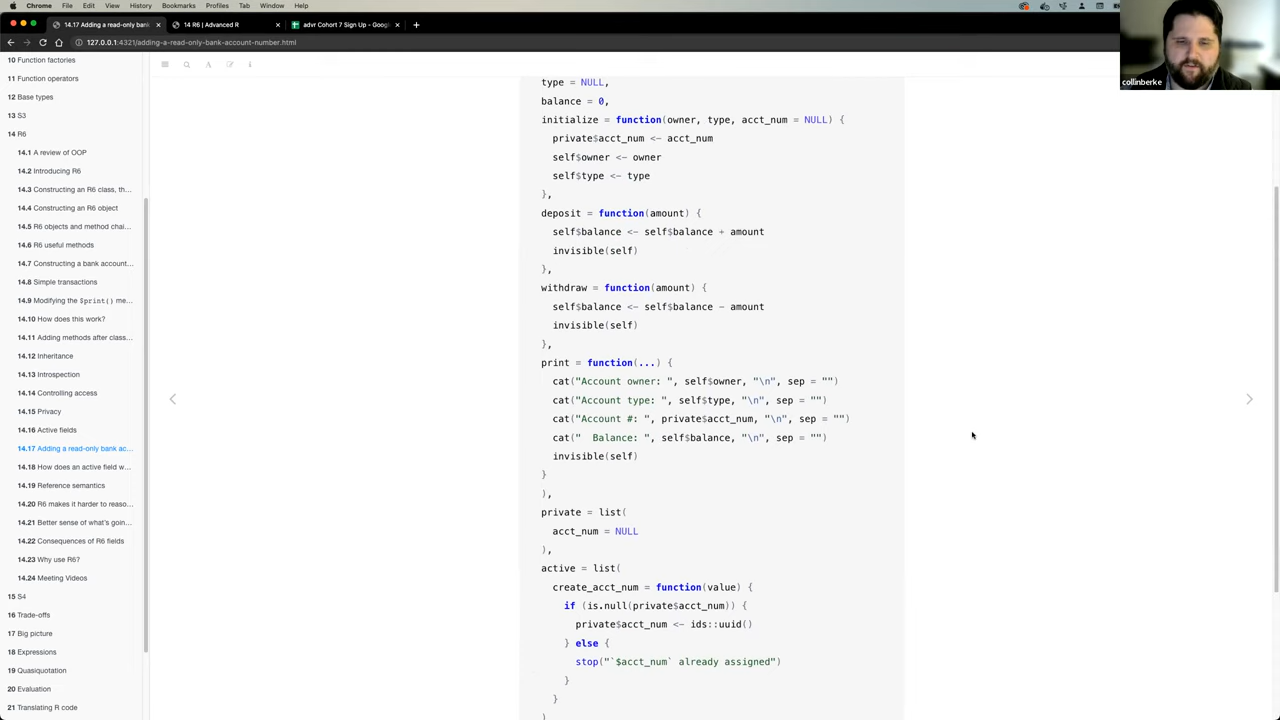 Chrome File Edit View History Bookmarks Profiles Tab Window Help
14.17 Adding a read-only bank
14 R6 | Advanced R
advr Cohort 7 Sign Up - Goog
127.0.0.1:4321/adding-a-read-only-bank-account-number.html
collinberke
10 Function factories
11 Function operators
12 Base types
13 S3
14 R6
14.1 A review of OOP
14.2 Introducing R6
14.3 Constructing an R6 class, th...
14.4 Constructing an R6 object
14.5 R6 objects and method chai...
14.6 R6 useful methods
14.7 Constructing a bank account...
14.8 Simple transactions
14.9 Modifying the $print() me...
14.10 How does this work?
14.11 Adding methods after class...
14.12 Inheritance
14.13 Introspection
14.14 Controlling access
14.15 Privacy
14.16 Active fields
14.17 Adding a read-only bank ac...
14.18 How does an active field w...
14.19 Reference semantics
14.20 R6 makes it harder to reaso...
14.21 Better sense of what's goin...
14.22 Consequences of R6 fields
14.23 Why use R6?
14.24 Meeting Videos
15 S4
16 Trade-offs
17 Big picture
18 Expressions
19 Quasiquotation
20 Evaluation
21 Translating R code
type = NULL,
balance = 0,
initialize = function(owner, type, acct_num = NULL) {
private$acct_num <- acct_num
self$owner <- owner
self$type <- type
},
deposit = function(amount) {
self$balance <- self$balance + amount
invisible(self)
},
withdraw = function(amount) {
self$balance <- self$balance - amount
invisible(self)
},
print = function(...) {
cat("Account owner: ", self$owner, "\n", sep = "")
cat("Account type: ", self$type, "\n", sep = "")
cat("Account #: ", private$acct_num, "\n", sep = "")
cat("  Balance: ", self$balance, "\n", sep = "")
invisible(self)
}
),
private = list(
acct_num = NULL
),
active = list(
create_acct_num = function(value) {
if (is.null(private$acct_num)) {
private$acct_num <- ids::uuid()
} else {
stop("`$acct_num` already assigned")
}
}
)